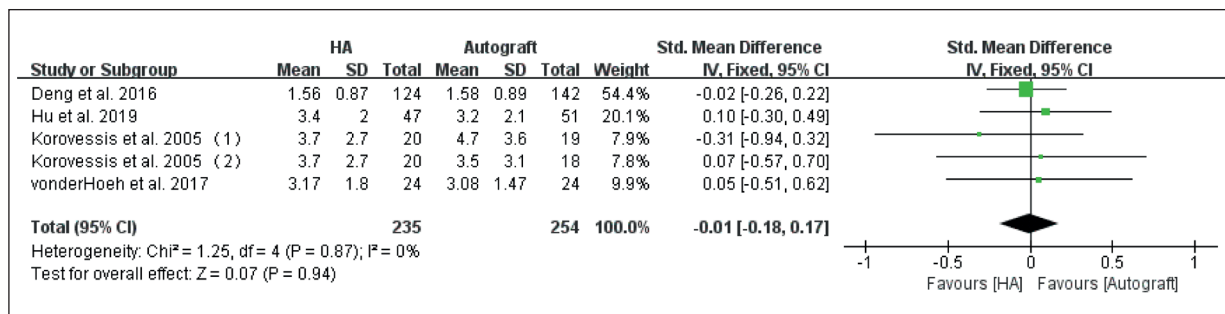 HA Autograft Std. Mean Difference Std. Mean Difference
Study or Subgroup Mean SD Total Mean SD Total Weight IV, Fixed, 95% CI IV, Fixed, 95% CI
Deng et al. 2016 1.56 0.87 124 1.58 0.89 142 54.4% -0.02 [-0.26, 0.22]
Hu et al. 2019 3.4 2 47 3.2 2.1 51 20.1% 0.10 [-0.30, 0.49]
Korovessis et al. 2005 (1) 3.7 2.7 20 4.7 3.6 19 7.9% -0.31 [-0.94, 0.32]
Korovessis et al. 2005 (2) 3.7 2.7 20 3.5 3.1 18 7.8% 0.07 [-0.57, 0.70]
vonderHoeh et al. 2017 3.17 1.8 24 3.08 1.47 24 9.9% 0.05 [-0.51, 0.62]
Total (95% CI) 235 254 100.0% -0.01 [-0.18, 0.17]
Heterogeneity: Chi² = 1.25, df = 4 (P = 0.87); I² = 0%
Test for overall effect: Z = 0.07 (P = 0.94)
-1 -0.5 0 0.5 1
Favours [HA] Favours [Autograft]